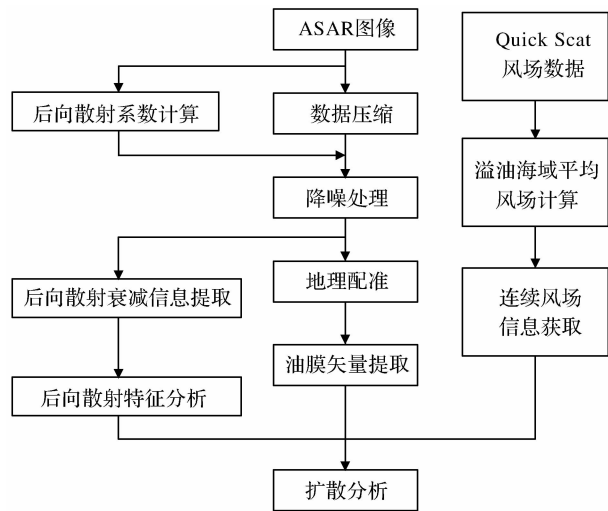 ASAR图像
Quick Scat
风场数据
后向散射系数计算
数据压缩
溢油海域平均
风场计算
降噪处理
后向散射衰减信息提取
地理配准
连续风场
信息获取
油膜矢量提取
后向散射特征分析
扩散分析